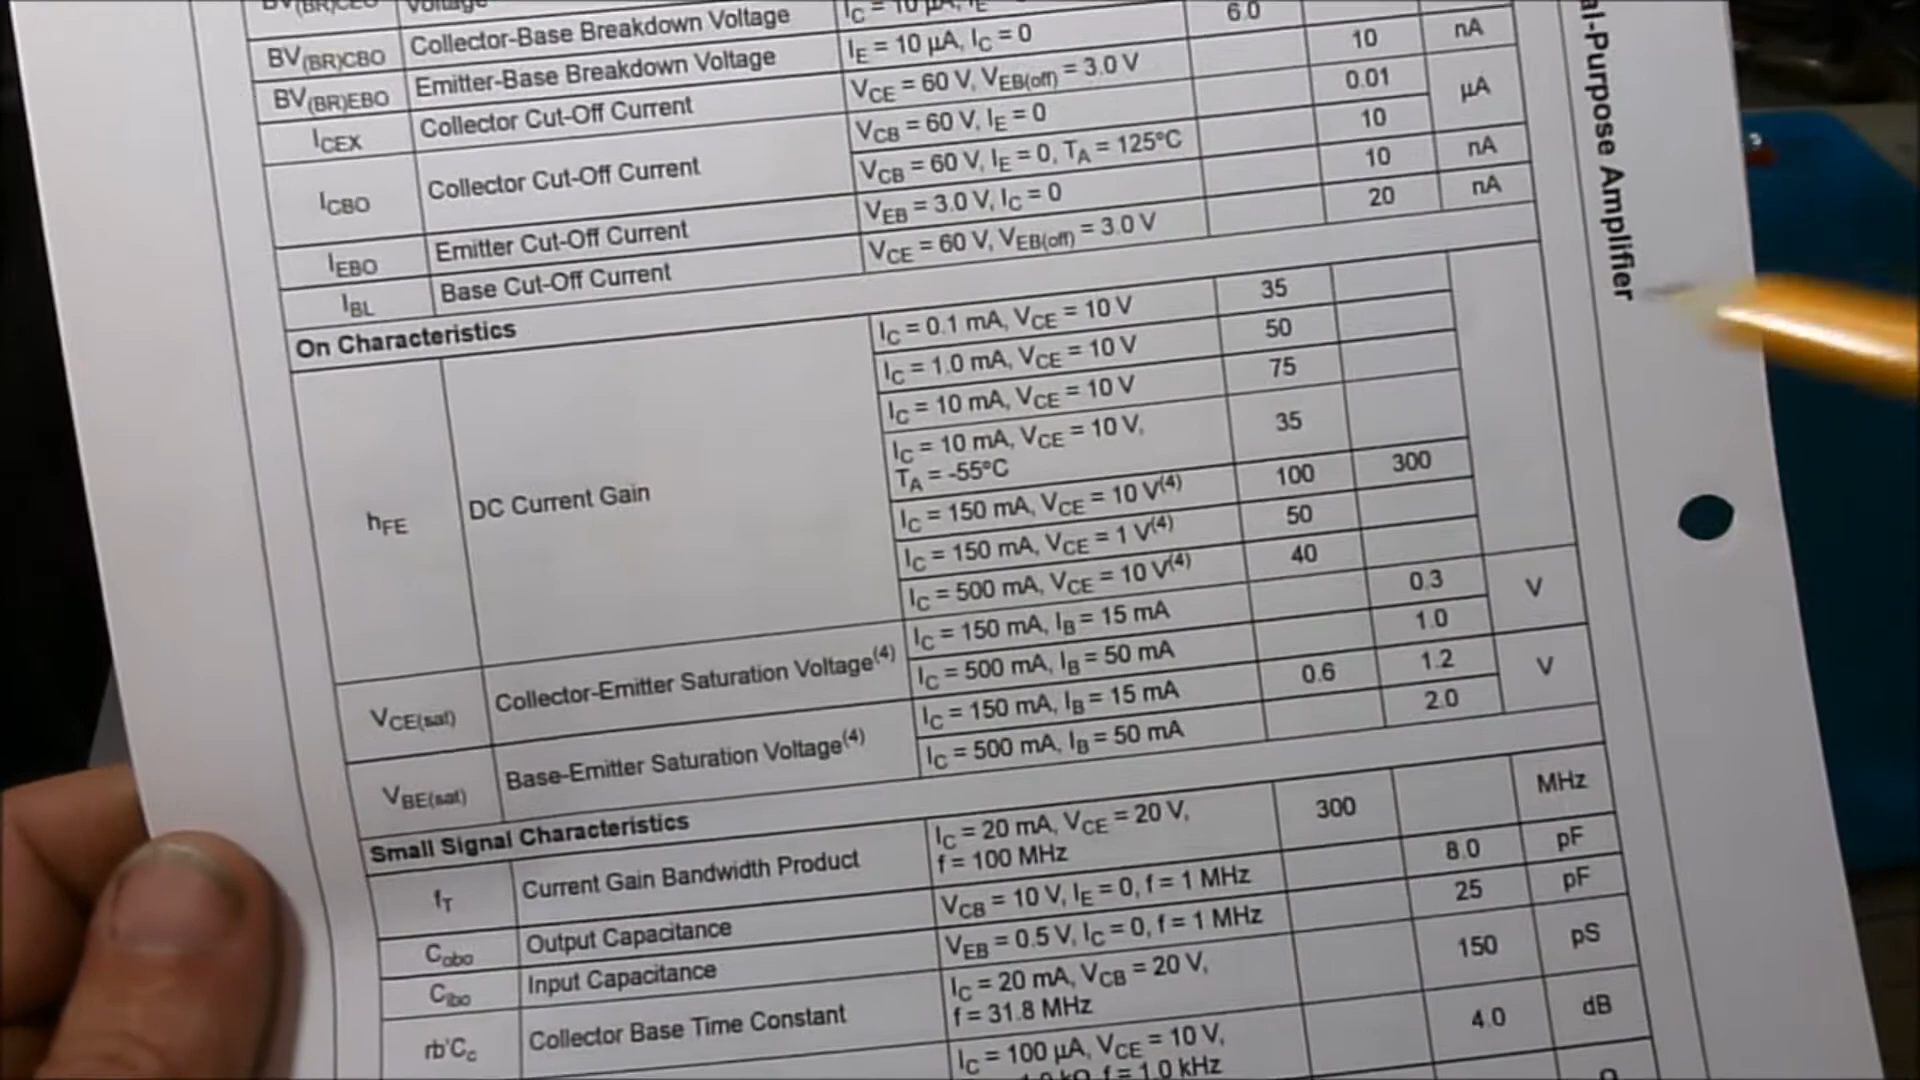 BV(BR)CEO Voltage IC = 10 µA, IE
BV(BR)CBO Collector-Base Breakdown Voltage IE = 10 µA, IC = 0 6.0
BV(BR)EBO Emitter-Base Breakdown Voltage VCE = 60 V, VEB(off) = 3.0 V 10 nA
ICEX Collector Cut-Off Current VCB = 60 V, IE = 0 0.01 µA
ICBO Collector Cut-Off Current VCB = 60 V, IE = 0, TA = 125°C 10
IEBO Emitter Cut-Off Current VEB = 3.0 V, IC = 0 10 nA
IBL Base Cut-Off Current VCE = 60 V, VEB(off) = 3.0 V 20 nA
On Characteristics
hFE DC Current Gain
IC = 0.1 mA, VCE = 10 V 35
IC = 1.0 mA, VCE = 10 V 50
IC = 10 mA, VCE = 10 V 75
IC = 10 mA, VCE = 10 V, 35
TA = -55°C
IC = 150 mA, VCE = 10 V(4) 100 300
IC = 150 mA, VCE = 1 V(4) 50
IC = 500 mA, VCE = 10 V(4) 40
VCE(sat) Collector-Emitter Saturation Voltage(4) IC = 150 mA, IB = 15 mA 0.3 V
IC = 500 mA, IB = 50 mA 1.0
VBE(sat) Base-Emitter Saturation Voltage(4) IC = 150 mA, IB = 15 mA 0.6 1.2 V
IC = 500 mA, IB = 50 mA 2.0
Small Signal Characteristics
fT Current Gain Bandwidth Product IC = 20 mA, VCE = 20 V, 300 MHz
f = 100 MHz
Cobo Output Capacitance VCB = 10 V, IE = 0, f = 1 MHz 8.0 pF
Cibo Input Capacitance VEB = 0.5 V, IC = 0, f = 1 MHz 25 pF
rb'Cc Collector Base Time Constant IC = 20 mA, VCB = 20 V, 150 pS
f = 31.8 MHz
IC = 100 µA, VCE = 10 V, 4.0 dB
f = 1.0 kHz
al-Purpose Amplifier